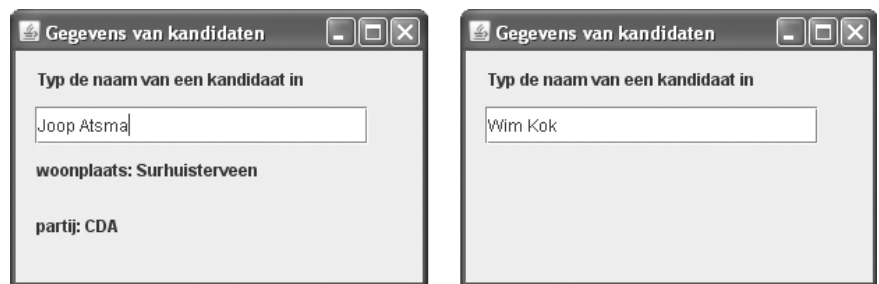 Gegevens van kandidaten
Typ de naam van een kandidaat in
Joop Atsma
woonplaats: Surhuisterveen
partij: CDA
Gegevens van kandidaten
Typ de naam van een kandidaat in
Wim Kok